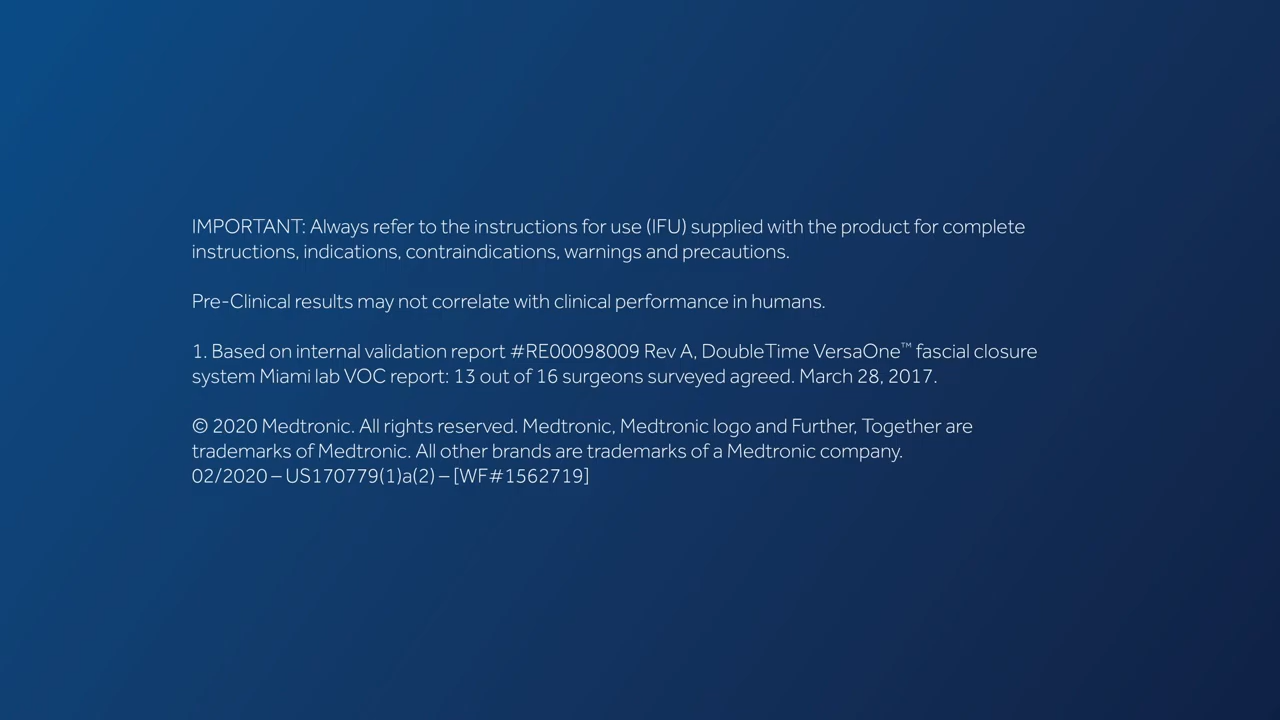 IMPORTANT: Always refer to the instructions for use (IFU) supplied with the product for complete
instructions, indications, contraindications, warnings and precautions.
Pre-Clinical results may not correlate with clinical performance in humans.
1. Based on internal validation report #RE00098009 Rev A, DoubleTime VersaOne™ fascial closure
system Miami lab VOC report: 13 out of 16 surgeons surveyed agreed. March 28, 2017.
© 2020 Medtronic. All rights reserved. Medtronic, Medtronic logo and Further, Together are
trademarks of Medtronic. All other brands are trademarks of a Medtronic company.
02/2020 – US170779(1)a(2) – [WF#1562719]